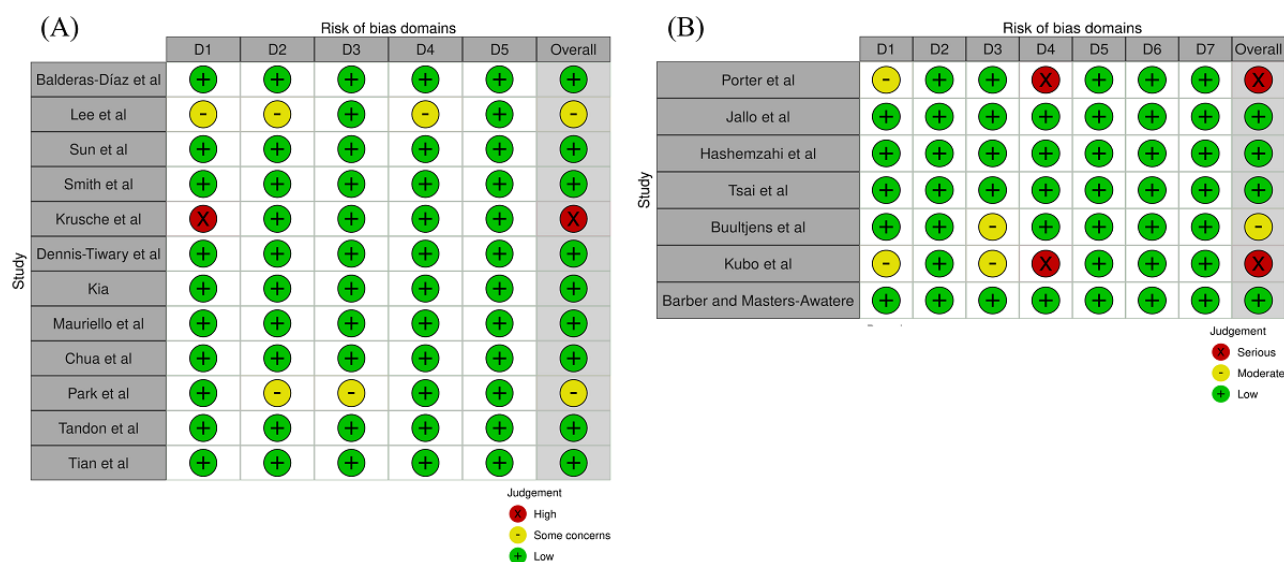 (A)
Risk of bias domains
D1 D2 D3 D4 D5 Overall
Study
Balderas-Díaz et al + + + + + +
Lee et al - - + - + -
Sun et al + + + + + +
Smith et al + + + + + +
Krusche et al X + + + + X
Dennis-Tiwary et al + + + + + +
Kia + + + + + +
Mauriello et al + + + + + +
Chua et al + + + + + +
Park et al + - - + + -
Tandon et al + + + + + +
Tian et al + + + + + +
Judgement
X High
- Some concerns
+ Low
(B)
Risk of bias domains
D1 D2 D3 D4 D5 D6 D7 Overall
Study
Porter et al - + + X + + + X
Jallo et al + + + + + + + +
Hashemzahi et al + + + + + + + +
Tsai et al + + + + + + + +
Buultjens et al + + - + + + + -
Kubo et al - + - X + + + X
Barber and Masters-Awatere + + + + + + + +
Judgement
X Serious
- Moderate
+ Low